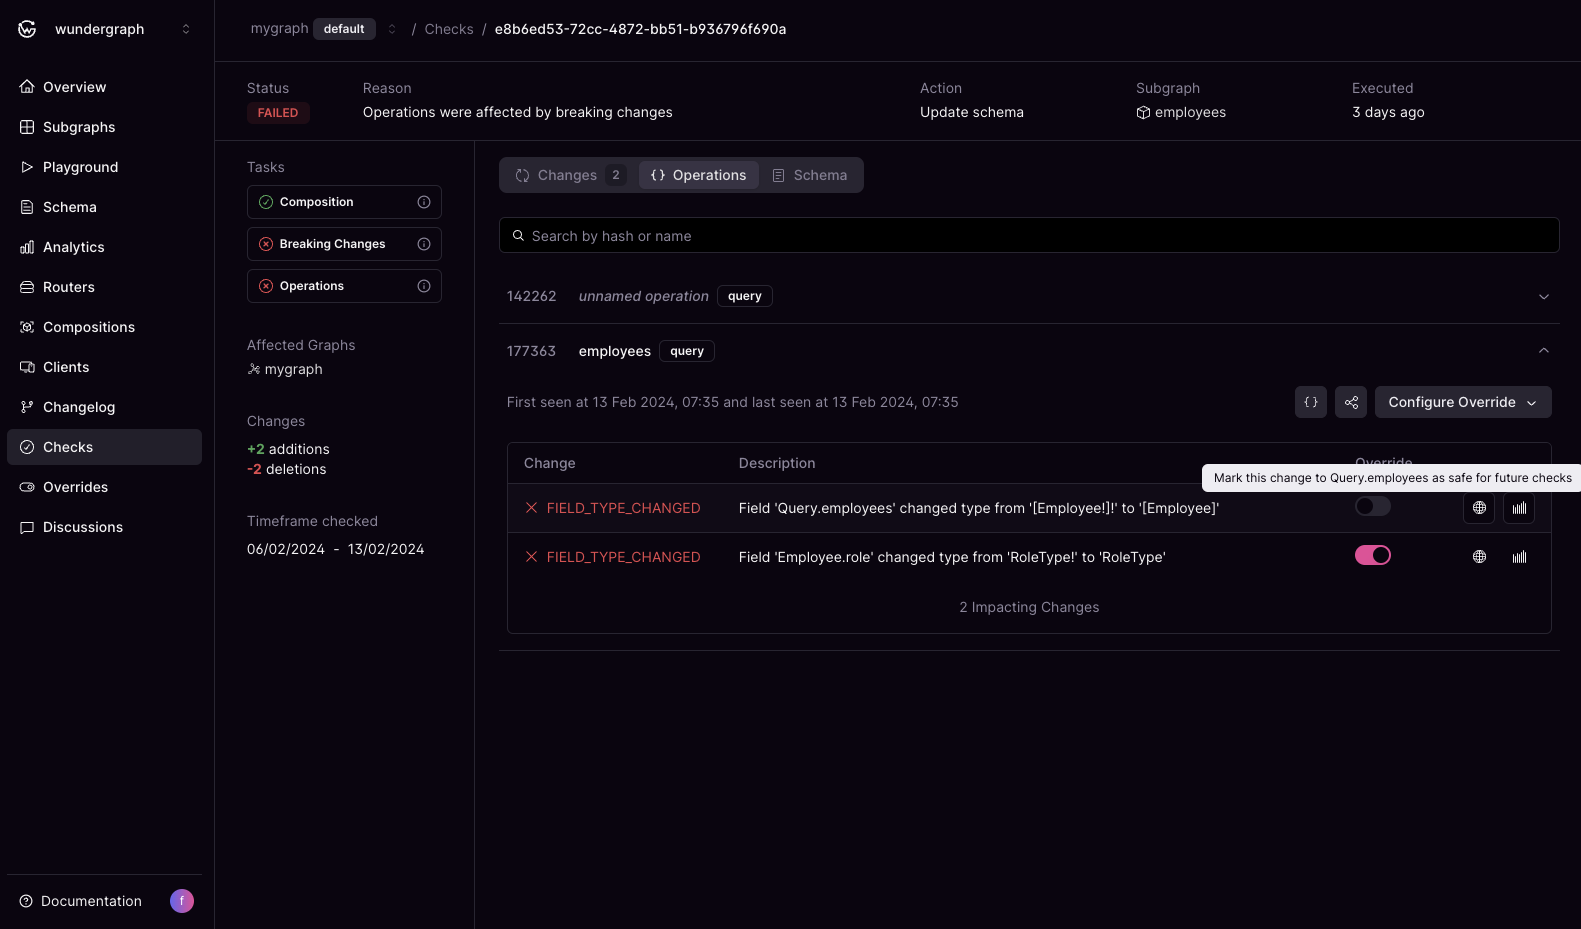 wundergraph
mygraph default / Checks / e8b6ed53-72cc-4872-bb51-b936796f690a
Overview
Subgraphs
Playground
Schema
Analytics
Routers
Compositions
Clients
Changelog
Checks
Overrides
Discussions
Documentation
f
Status
FAILED
Reason
Operations were affected by breaking changes
Action
Update schema
Subgraph
employees
Executed
3 days ago
Tasks
Composition
Breaking Changes
Operations
Affected Graphs
mygraph
Changes
+2 additions
-2 deletions
Timeframe checked
06/02/2024 - 13/02/2024
Changes 2 {} Operations Schema
Search by hash or name
142262 unnamed operation query
177363 employees query
First seen at 13 Feb 2024, 07:35 and last seen at 13 Feb 2024, 07:35
{} Configure Override
Change Description Override
Mark this change to Query.employees as safe for future checks
FIELD_TYPE_CHANGED Field 'Query.employees' changed type from '[Employee!]!' to '[Employee]'
FIELD_TYPE_CHANGED Field 'Employee.role' changed type from 'RoleType!' to 'RoleType'
2 Impacting Changes